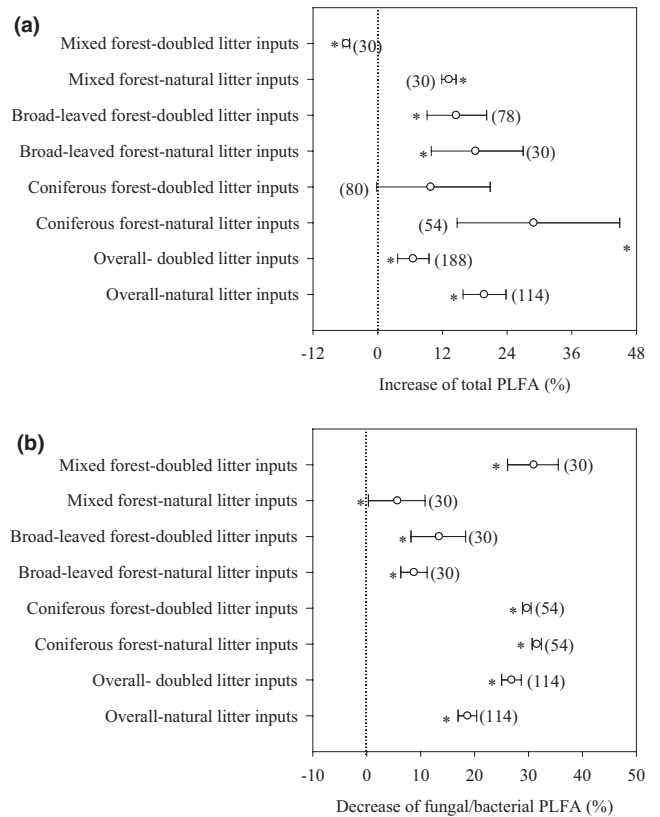 (a)
Mixed forest-doubled litter inputs
* (30)
Mixed forest-natural litter inputs
(30) *
Broad-leaved forest-doubled litter inputs
* (78)
Broad-leaved forest-natural litter inputs
* (30)
Coniferous forest-doubled litter inputs
(80)
Coniferous forest-natural litter inputs
(54) *
Overall- doubled litter inputs
* (188)
Overall-natural litter inputs
* (114)
-12 0 12 24 36 48
Increase of total PLFA (%)
(b)
Mixed forest-doubled litter inputs
* (30)
Mixed forest-natural litter inputs
* (30)
Broad-leaved forest-doubled litter inputs
* (30)
Broad-leaved forest-natural litter inputs
* (30)
Coniferous forest-doubled litter inputs
* (54)
Coniferous forest-natural litter inputs
* (54)
Overall- doubled litter inputs
* (114)
Overall-natural litter inputs
* (114)
-10 0 10 20 30 40 50
Decrease of fungal/bacterial PLFA (%)